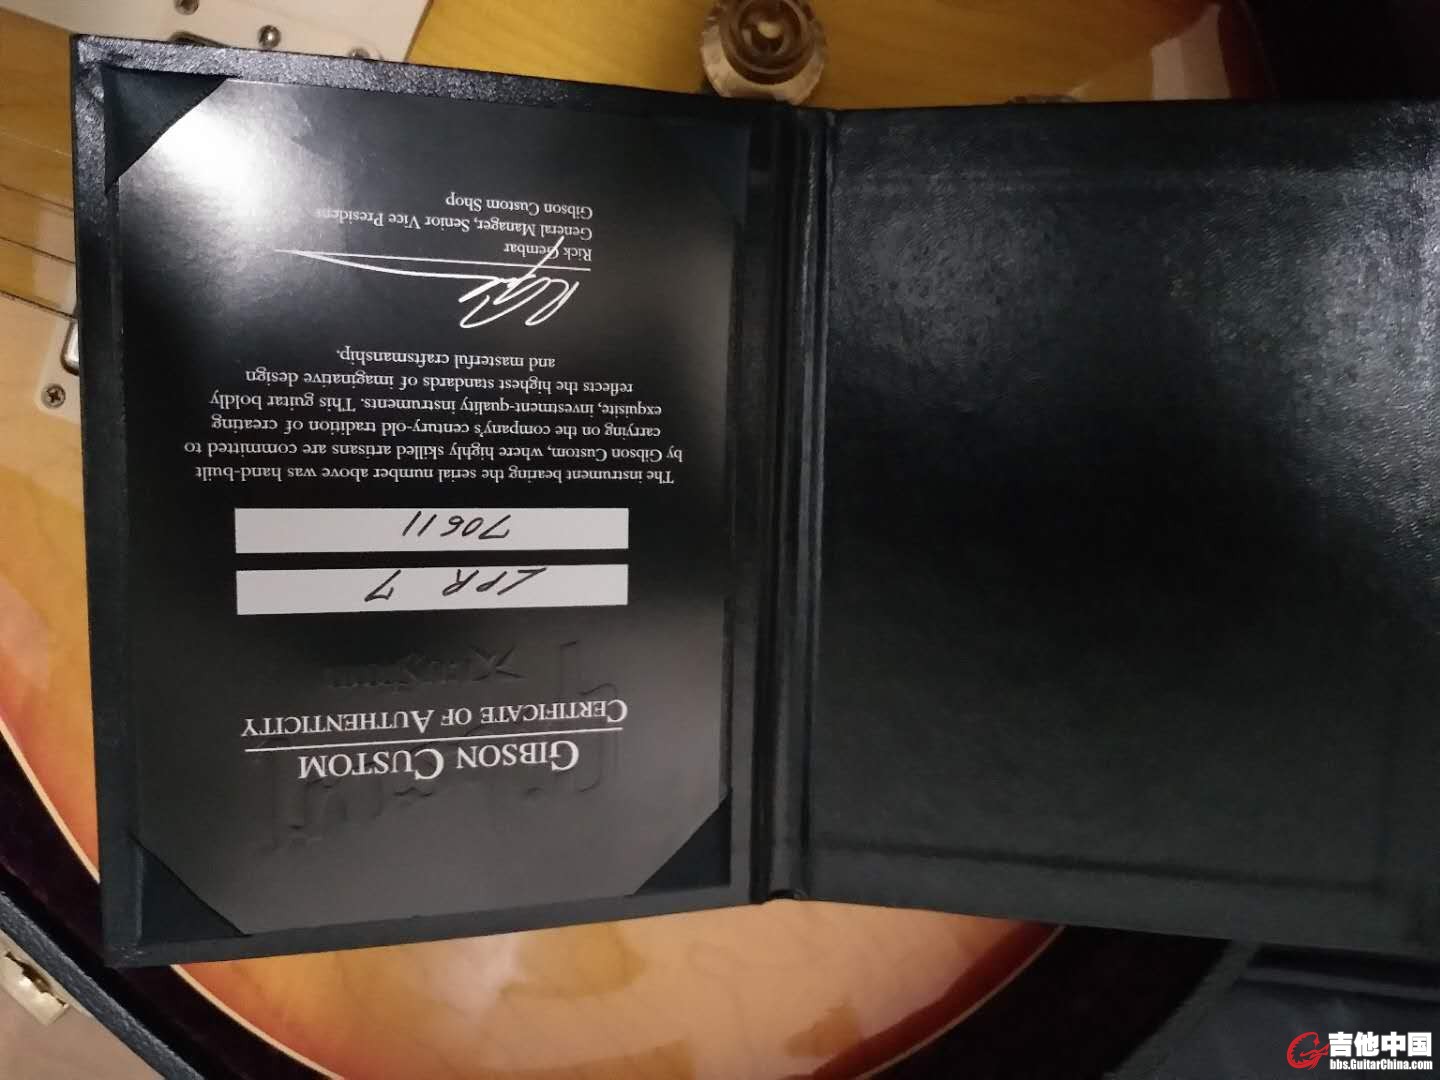 GIBSON CUSTOM
CERTIFICATE OF AUTHENTICITY
LPR 7
70611
The instrument bearing the serial number above was hand-built
by Gibson Custom, where highly skilled artisans are committed to
carrying on the company's century-old tradition of creating
exquisite, investment-quality instruments. This guitar boldly
reflects the highest standards of imaginative design
and masterful craftsmanship.
Rick Gembar
General Manager, Senior Vice President
Gibson Custom Shop
吉他中国
bbs.GuitarChina.com